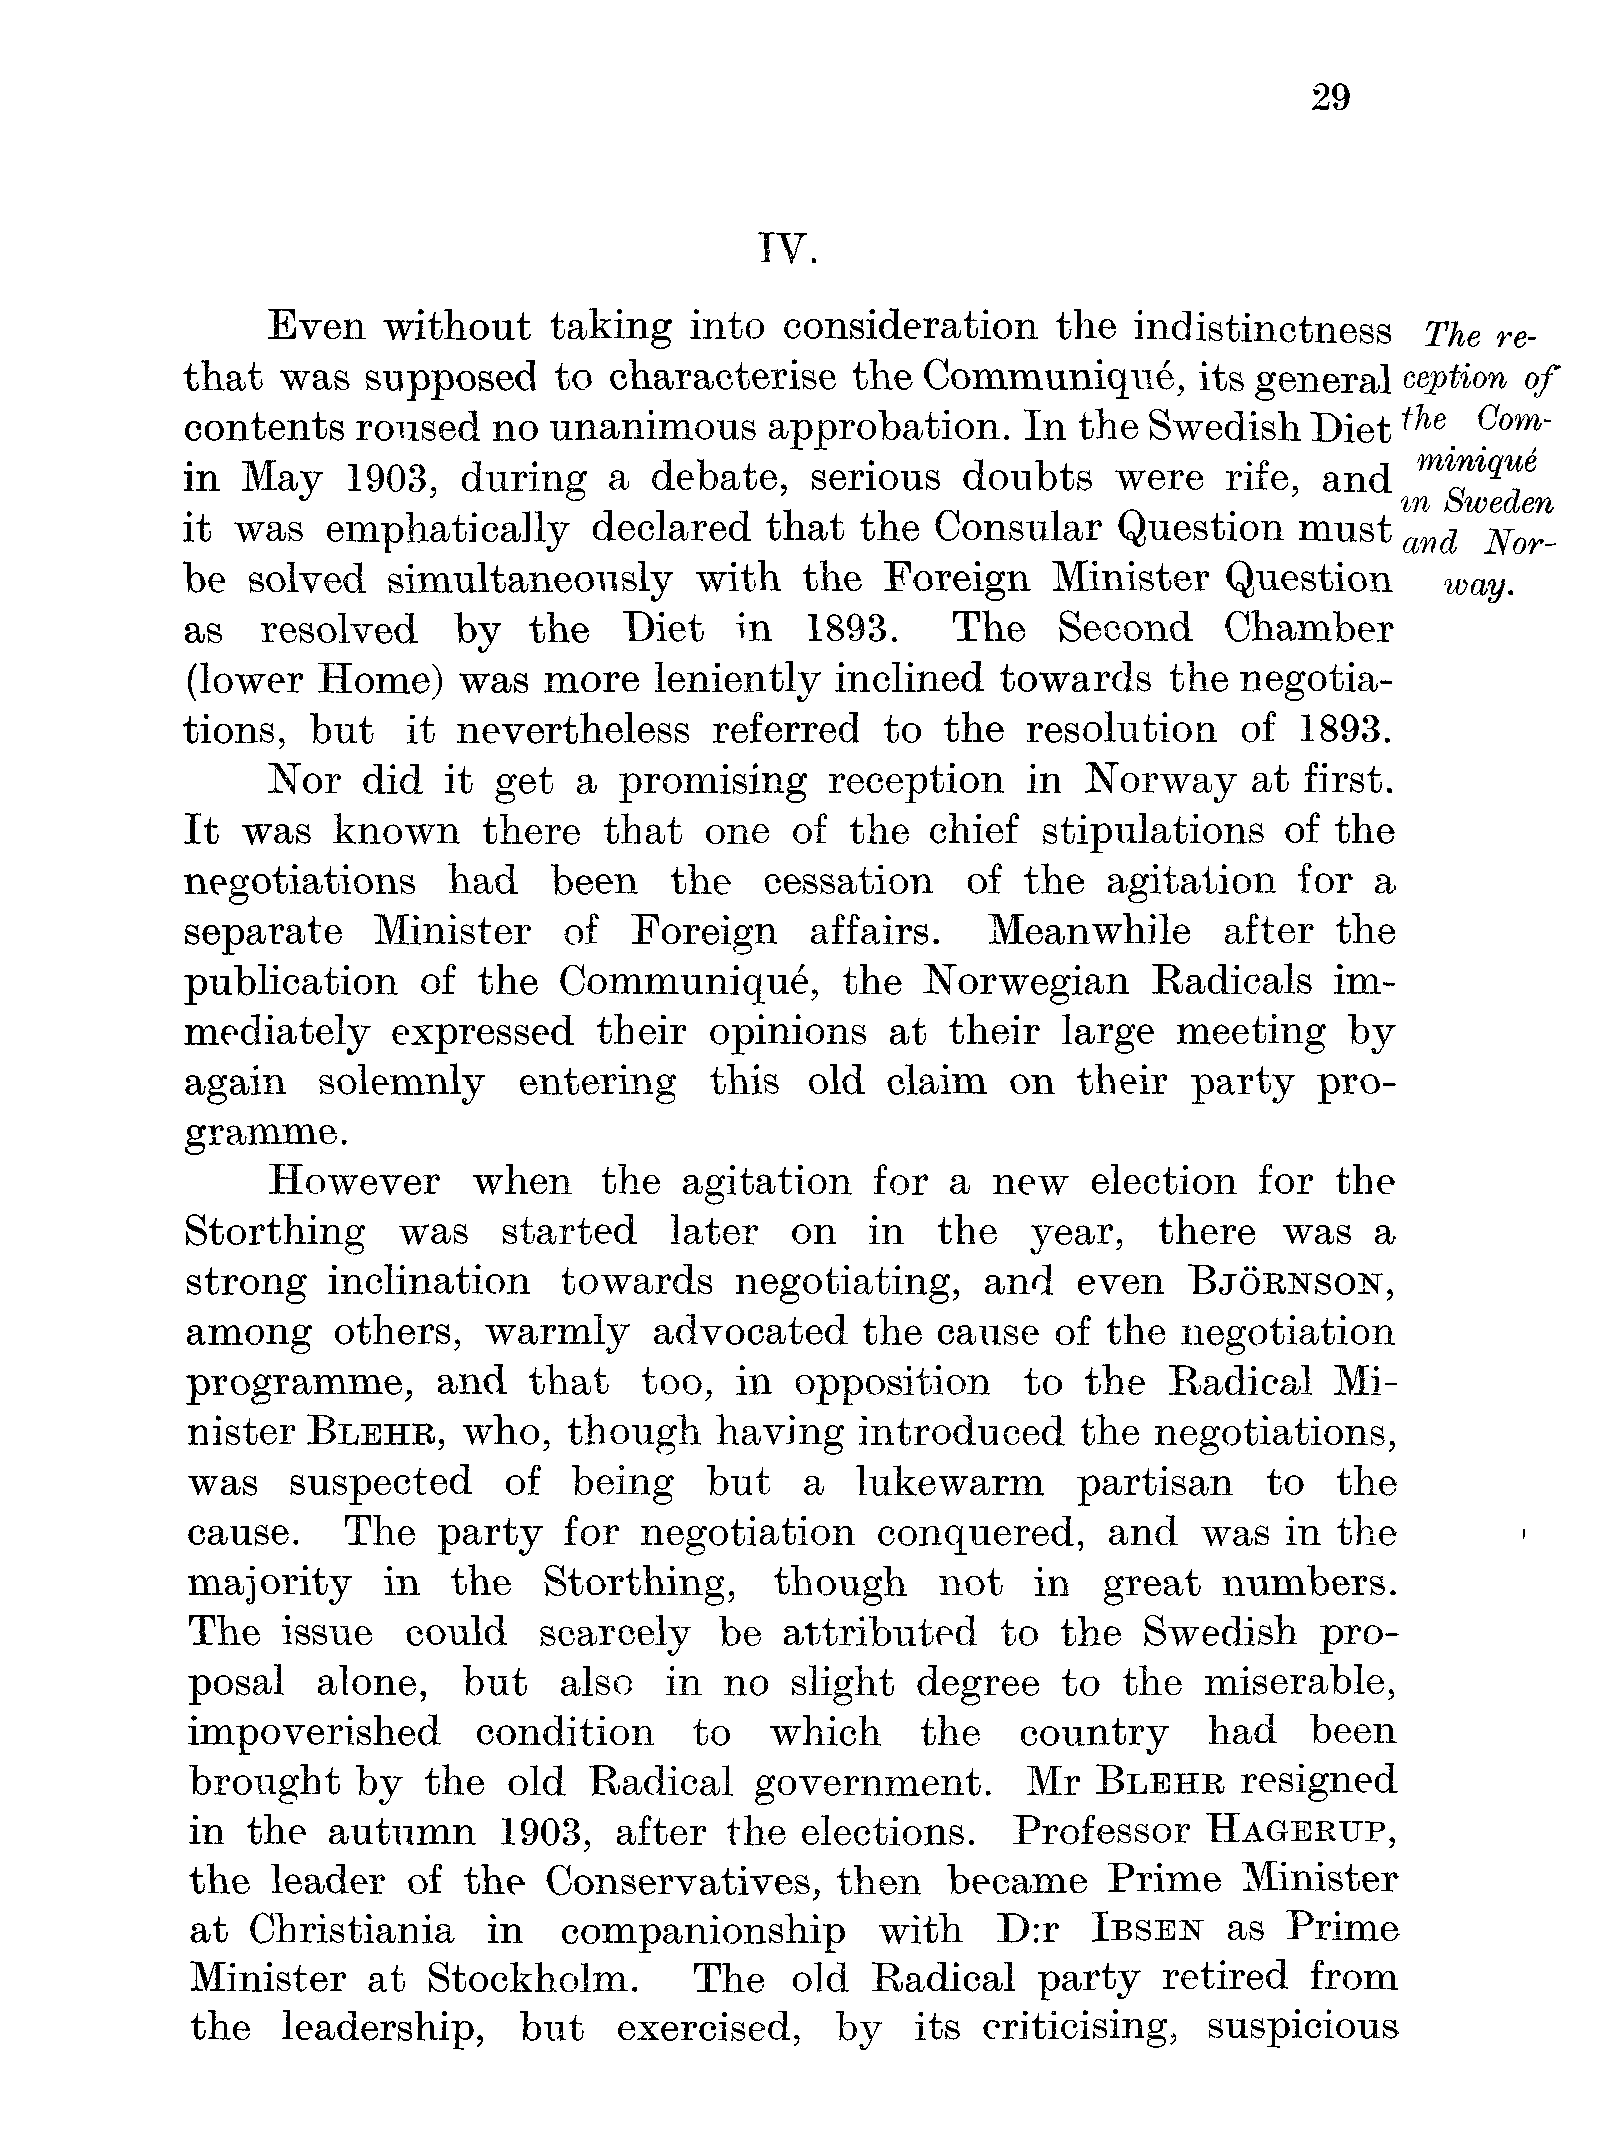 29
IV.
Even without taking into consideration the indistinctness
that was supposed to characterise the Communiqué, its general
contents roused no unanimous approbation. In the Swedish Diet
in May 1903, during a debate, serious doubts were rife, and
it was emphatically declared that the Consular Question must
be solved simultaneously with the Foreign Minister Question
as resolved by the Diet in 1893. The Second Chamber
(lower Home) was more leniently inclined towards the negotia-
tions, but it nevertheless referred to the resolution of 1893.
The re-
ception of
the Com-
miniqué
in Sweden
and Nor-
way.
Nor did it get a promising reception in Norway at first.
It was known there that one of the chief stipulations of the
negotiations had been the cessation of the agitation for a
separate Minister of Foreign affairs. Meanwhile after the
publication of the Communiqué, the Norwegian Radicals im-
mediately expressed their opinions at their large meeting by
again solemnly entering this old claim on their party pro-
gramme.
However when the agitation for a new election for the
Storthing was started later on in the year, there was a
strong inclination towards negotiating, and even BJÖRNSON,
among others, warmly advocated the cause of the negotiation
programme, and that too, in opposition to the Radical Mi-
nister BLEHR, who, though having introduced the negotiations,
was suspected of being but a lukewarm partisan to the
cause. The party for negotiation conquered, and was in the
majority in the Storthing, though not in great numbers.
The issue could scarcely be attributed to the Swedish pro-
posal alone, but also in no slight degree to the miserable,
impoverished condition to which the country had been
brought by the old Radical government. Mr BLEHR resigned
in the autumn 1903, after the elections. Professor HAGERUP,
the leader of the Conservatives, then became Prime Minister
at Christiania in companionship with D:r IBSEN as Prime
Minister at Stockholm. The old Radical party retired from
the leadership, but exercised, by its criticising, suspicious